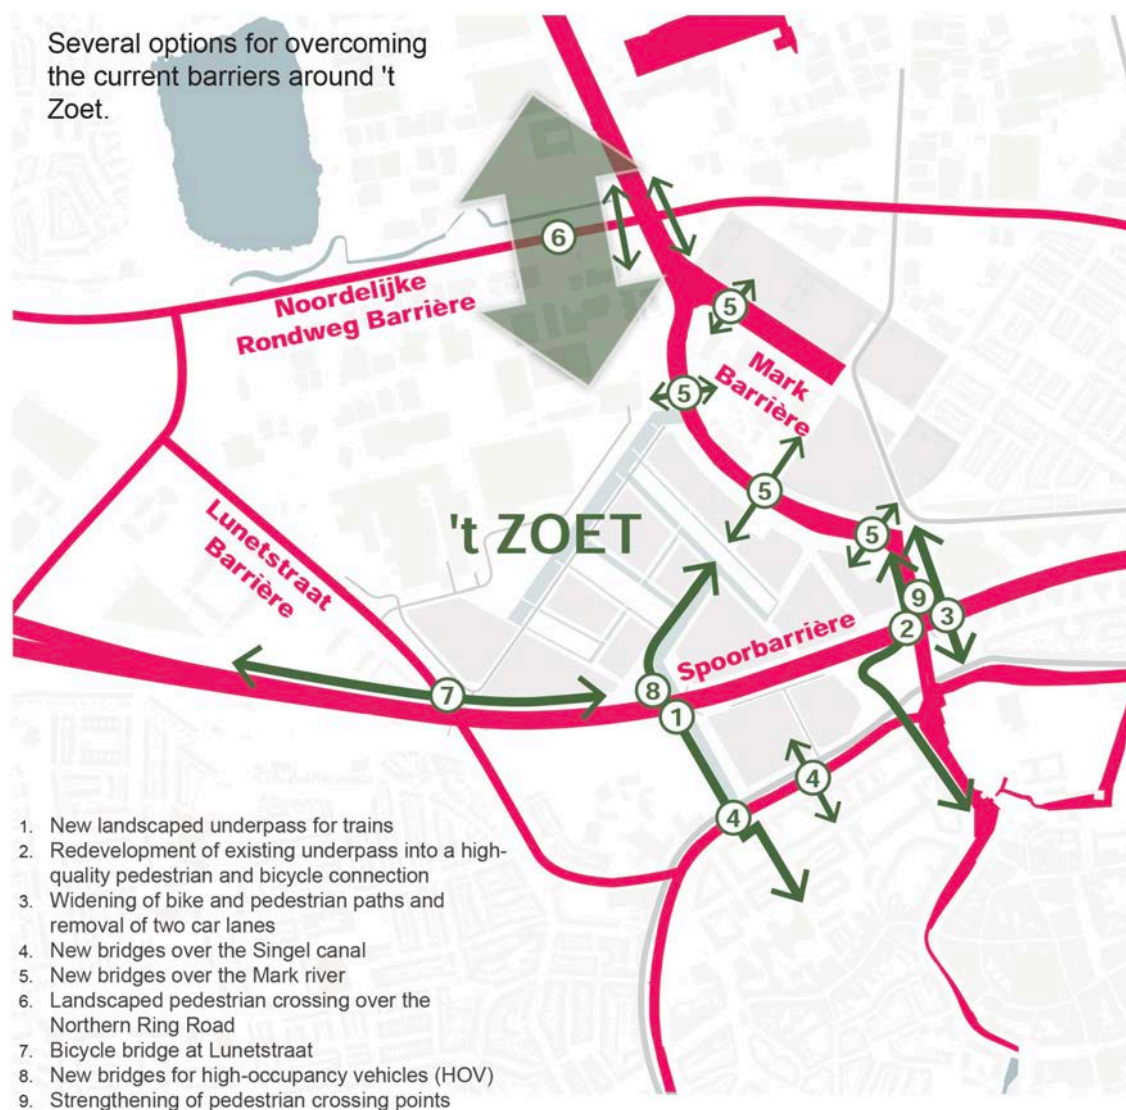 Several options for overcoming
the current barriers around 't
Zoet.
6
Noordelijke
Rondweg Barrière
5
Mark
Barrière
5
5
5
Lunetstraat
Barrière
't ZOET
9
3
2
Spoorbarrière
7
8
1
4
4
1. New landscaped underpass for trains
2. Redevelopment of existing underpass into a high-
quality pedestrian and bicycle connection
3. Widening of bike and pedestrian paths and
removal of two car lanes
4. New bridges over the Singel canal
5. New bridges over the Mark river
6. Landscaped pedestrian crossing over the
Northern Ring Road
7. Bicycle bridge at Lunetstraat
8. New bridges for high-occupancy vehicles (HOV)
9. Strengthening of pedestrian crossing points